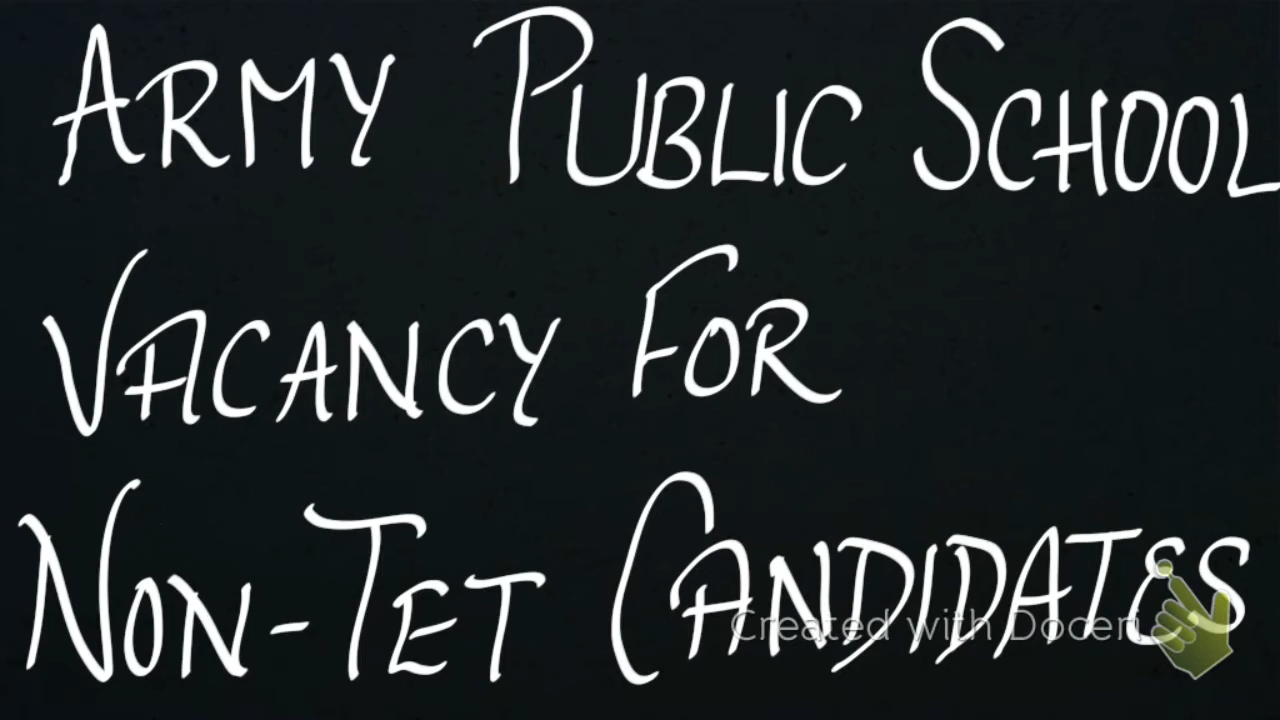 ARMY PUBLIC SCHOOL
VACANCY FOR
NON-TET CANDIDATES
Created with Doceri